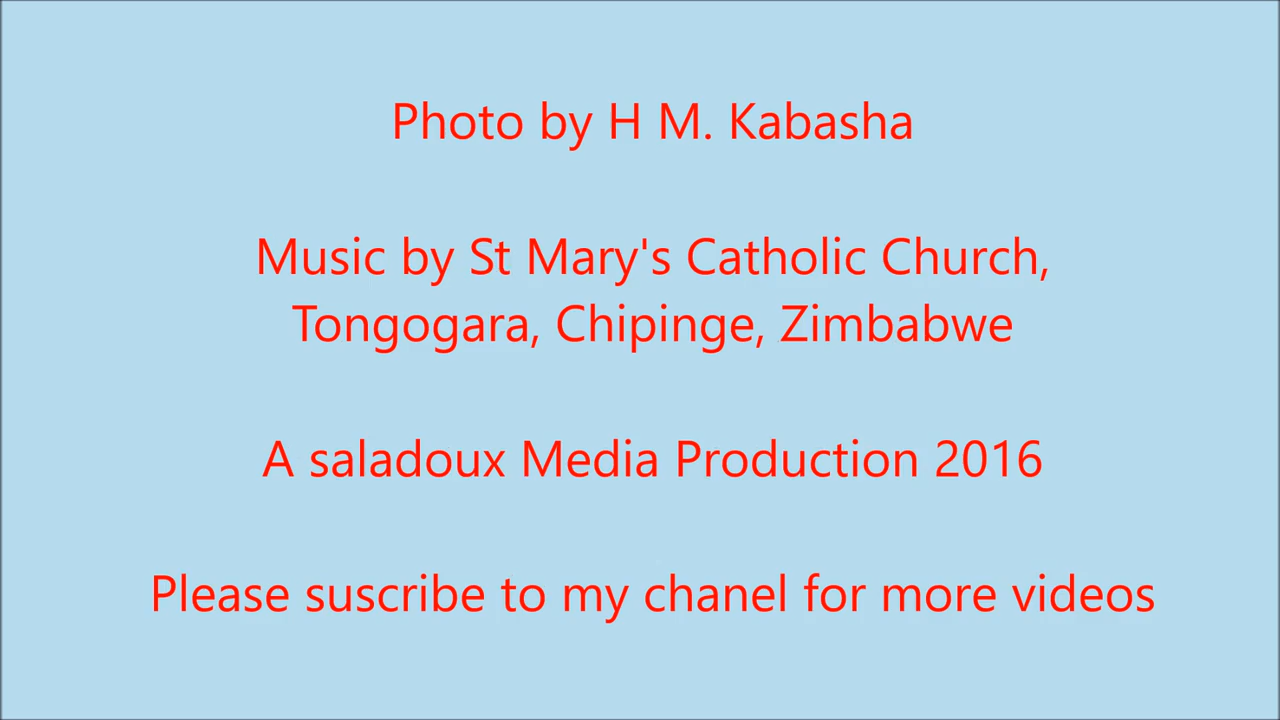 Photo by H M. Kabasha
Music by St Mary's Catholic Church,
Tongogara, Chipinge, Zimbabwe
A saladoux Media Production 2016
Please suscribe to my chanel for more videos